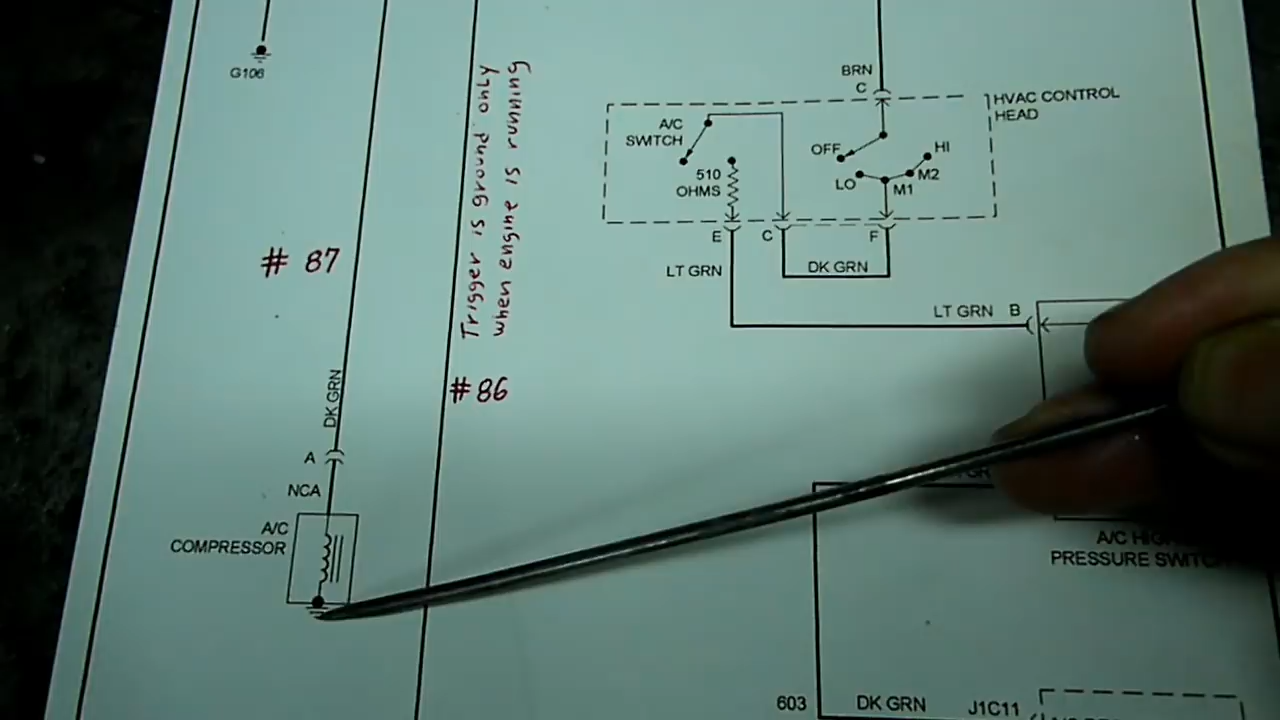 G106
Trigger is ground only
when engine is running
# 87
#86
DK GRN
A
NCA
A/C
COMPRESSOR
BRN
C
HVAC CONTROL
HEAD
A/C
SWITCH
OFF
HI
LO
M2
M1
510
OHMS
E
C
F
LT GRN
DK GRN
LT GRN B
A/C
PRESSURE
603
DK GRN
J1C11